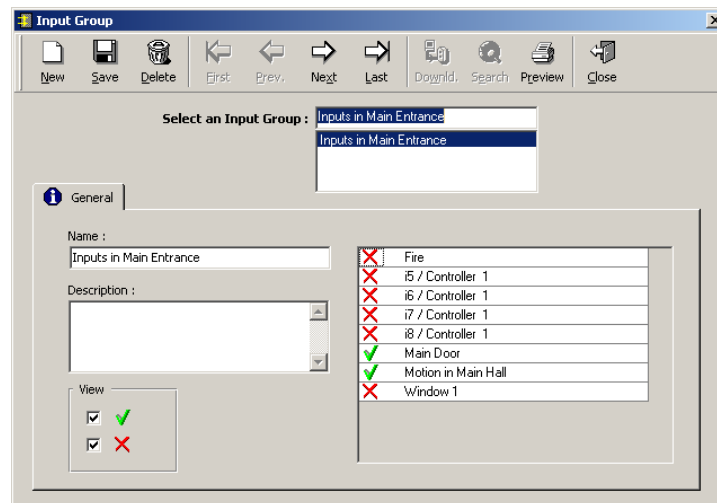 Input Group
New Save Delete First Prev. Next Last Downld. Search Preview Close
Select an Input Group : Inputs in Main Entrance
Inputs in Main Entrance
General
Name :
Inputs in Main Entrance
Description :
View
Fire
i5 / Controller 1
i6 / Controller 1
i7 / Controller 1
i8 / Controller 1
Main Door
Motion in Main Hall
Window 1